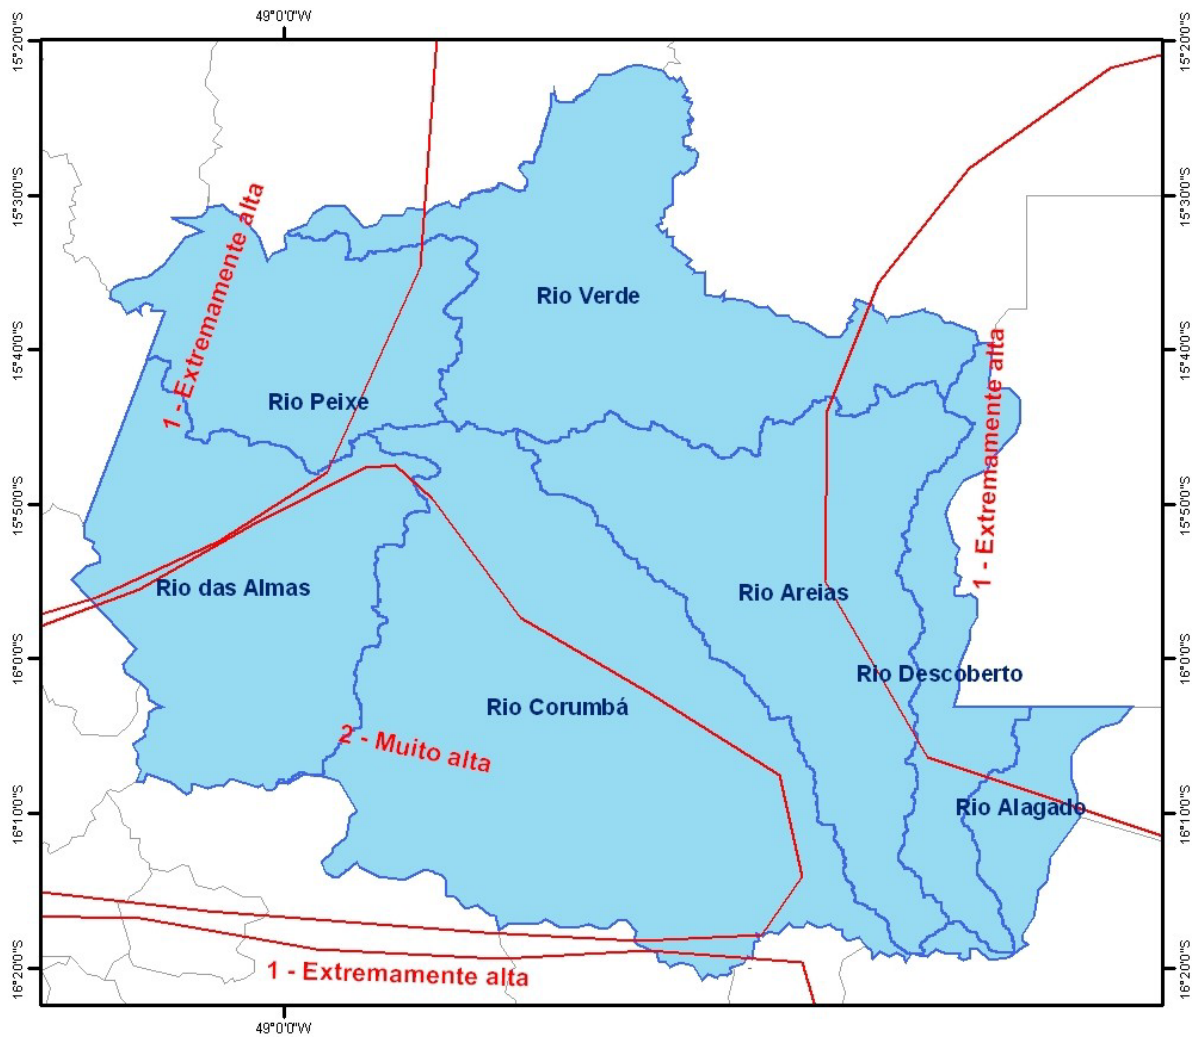 49°0'0"W
15°20'0"S
15°20'0"S
15°30'0"S
15°30'0"S
1 - Extremamente alta
Rio Verde
15°40'0"S
15°40'0"S
1 - Extremamente alta
Rio Peixe
15°50'0"S
15°50'0"S
Rio das Almas
Rio Areias
16°0'0"S
16°0'0"S
Rio Descoberto
Rio Corumbá
2 - Muito alta
Rio Alagado
16°10'0"S
16°10'0"S
16°20'0"S
16°20'0"S
1 - Extremamente alta
49°0'0"W